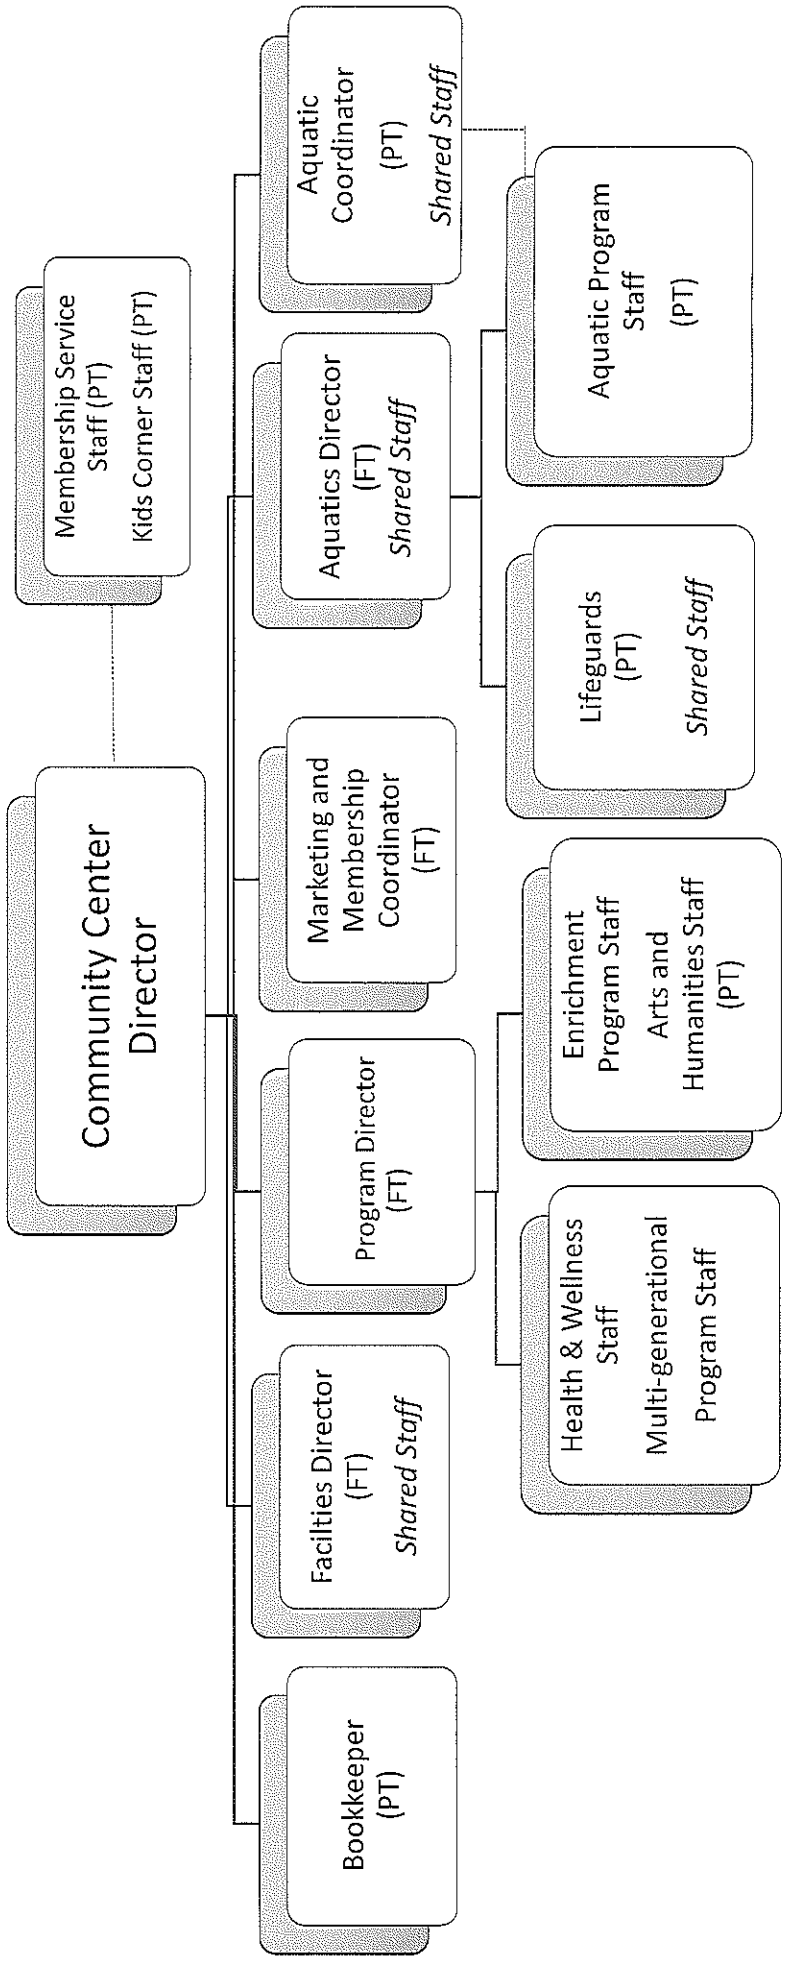 Community Center
Director
Membership Service
Staff (PT)
Kids Corner Staff (PT)
Bookkeeper
(PT)
Facilties Director
(FT)
Shared Staff
Program Director
(FT)
Marketing and
Membership
Coordinator
(FT)
Aquatics Director
(FT)
Shared Staff
Aquatic
Coordinator
(PT)
Shared Staff
Health & Wellness
Staff
Multi-generational
Program Staff
Enrichment
Program Staff
Arts and
Humanities Staff
(PT)
Lifeguards
(PT)
Shared Staff
Aquatic Program
Staff
(PT)